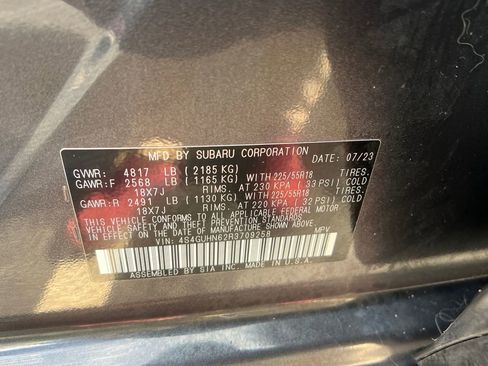 MFD BY SUBARU CORPORATION DATE: 07/23
GVWR: 4817 LB (2185 KG) TIRES.
GAWR:F 2568 LB (1165 KG) WITH 225/55R18
18X7J RIMS. AT 230 KPA (33 PSI) COLD
GAWR:R 2491 LB (1130 KG) WITH 225/55R18 TIRES.
18X7J RIMS. AT 220 KPA (32 PSI) COLD
THIS VEHICLE CONFORMS TO ALL APPLICABLE FEDERAL MOTOR
VEHICLE SAFETY AND THEFT PREVENTION STANDARDS
IN EFFECT ON THE DATE OF MANUFACTURE SHOWN ABOVE.
VIN: 4S4GUHN62R3709258 MPV
ASSEMBLED BY SIA INC. MADE IN U.S.A.